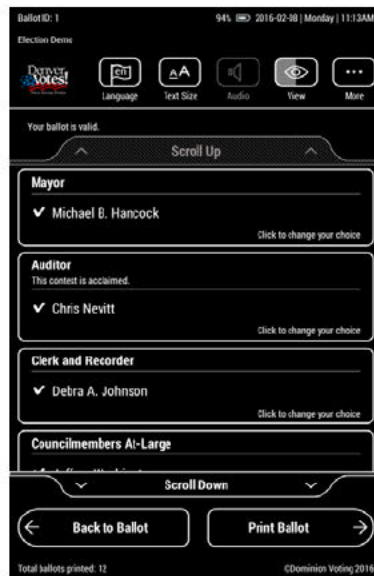 Ballot ID: 1 94% 2016-02-08 | Monday | 11:13AM
Election Demo
Denver Votes!
en AA
Language Text Size Audio View More
Your ballot is valid.
Scroll Up
Mayor
✔ Michael B. Hancock
Click to change your choice
Auditor
This contest is acclaimed.
✔ Chris Nevitt
Click to change your choice
Clerk and Recorder
✔ Debra A. Johnson
Click to change your choice
Councilmembers At-Large
Scroll Down
Back to Ballot Print Ballot
Total ballots printed: 12 ©Dominion Voting 2016